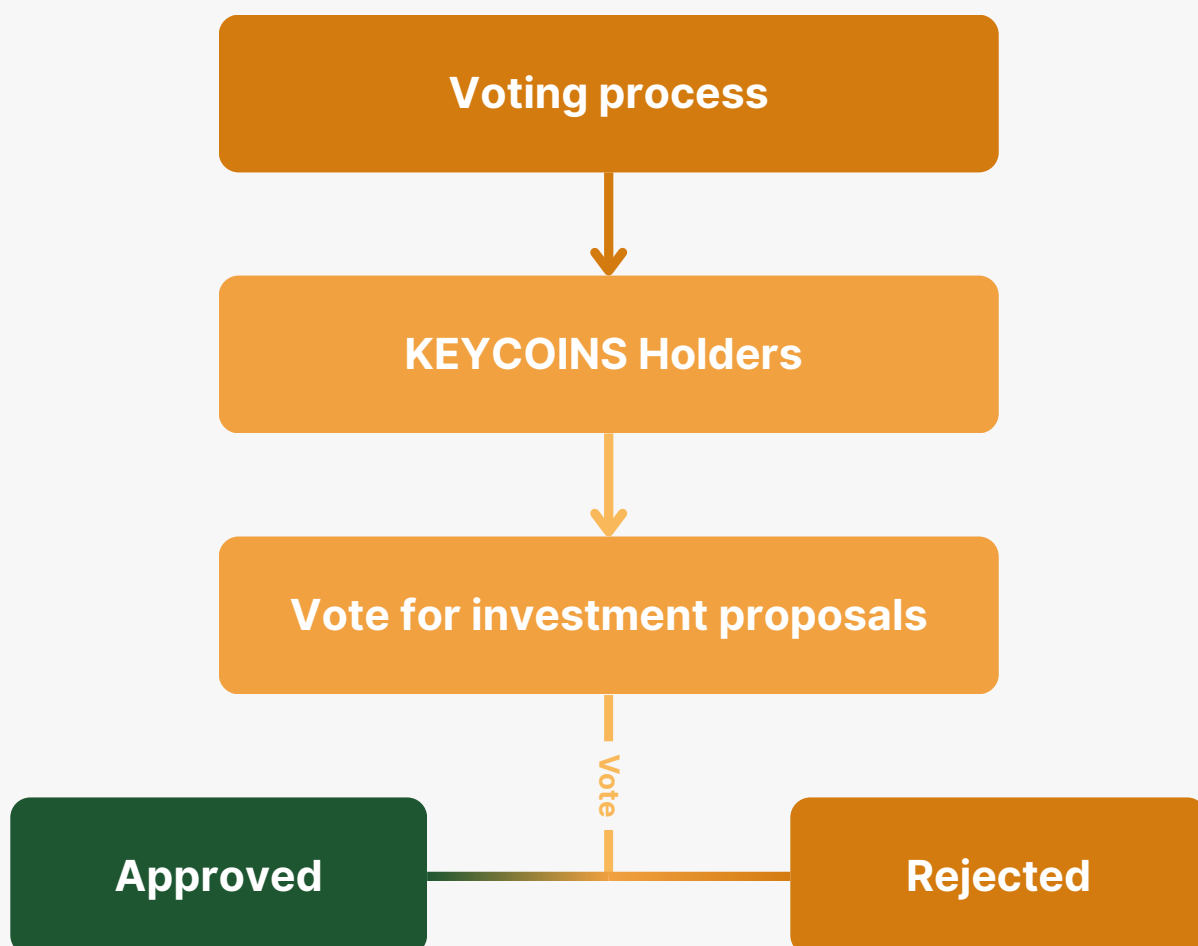 Voting process
KEYCOINS Holders
Vote for investment proposals
Vote
Approved
Rejected